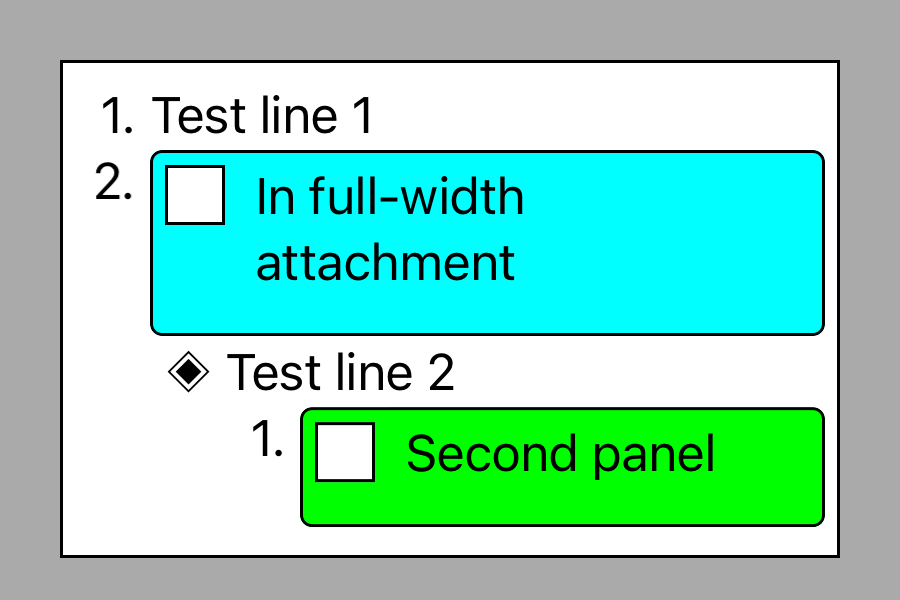 1. Test line 1
2. In full-width
attachment
◈ Test line 2
1. Second panel